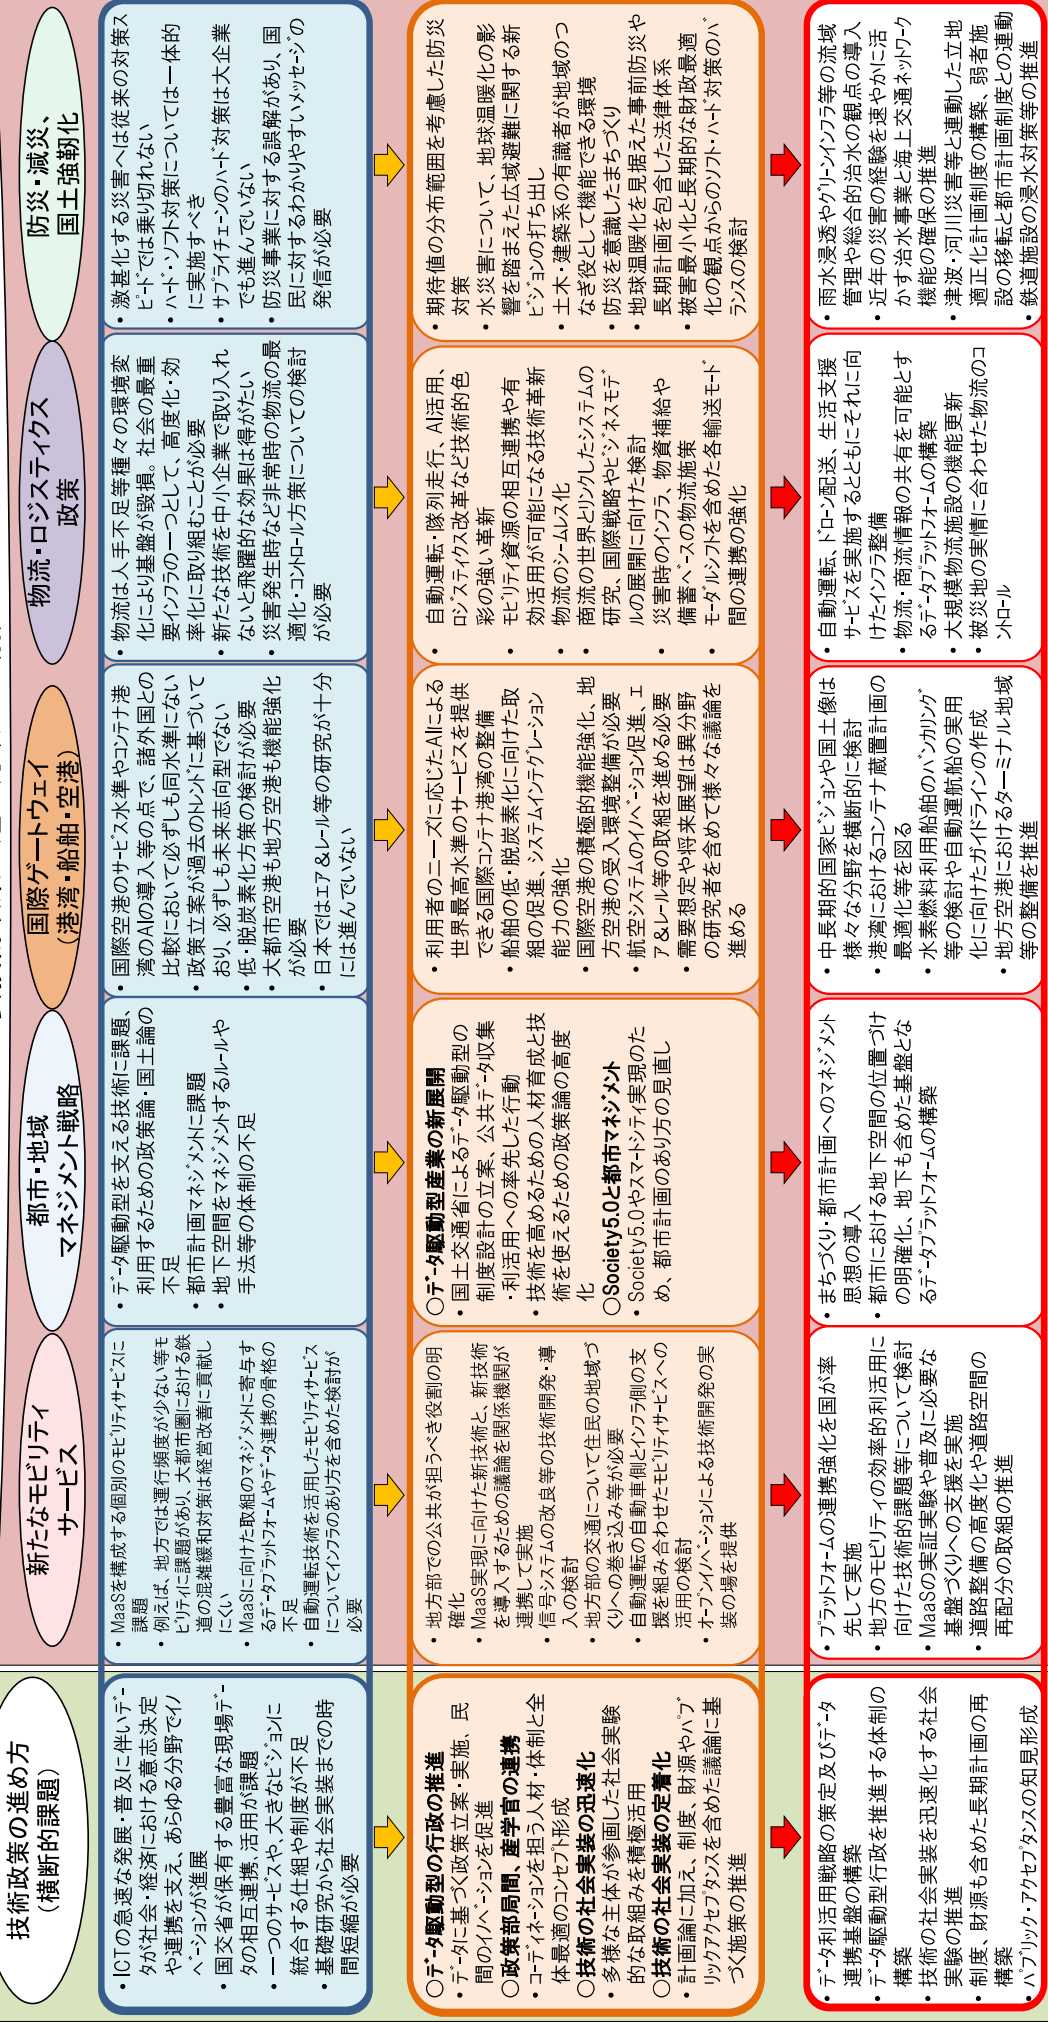 技術政策の進め方
（横断的課題）
・ICTの急速な発展・普及に伴いデー
タが社会・経済における意志決定
や連携を支え、あらゆる分野でイノ
ベーションが進展
・国交省が保有する豊富な現場デー
タの相互連携、活用が課題
・一つのサービスや、大きなビジョンに
統合する仕組や制度が不足
・基礎研究から社会実装までの時
間短縮が必要
○データ駆動型の行政の推進
・データに基づく政策立案・実施、民
間のイノベーションを促進
○政策部局間、産学官の連携
・コーディネーションを担う人材・体制と全
体最適のコンセプト形成
○技術の社会実装の迅速化
・多様な主体が参画した社会実験
的な取組みを積極活用
○技術の社会実装の定着化
・計画論に加え、制度、財源やパブ
リックアクセプタンスを含めた議論に基
づく施策の推進
・データ利活用戦略の策定及びデータ
連携基盤の構築
・データ駆動型行政を推進する体制の
構築
・技術の社会実装を迅速化する社会
実験の推進
・制度、財源も含めた長期計画の再
構築
・パブリック・アクセプタンスの知見形成
新たなモビリティ
サービス
・MaaSを構成する個別のモビリティサービスに
課題
・例えば、地方では運行頻度が少ない等モ
ビリティに課題があり、大都市圏における鉄
道の混雑緩和対策は経営改善に貢献し
にくい
・MaaSに向けた取組のマネジメントに寄与す
るデータプラットフォームやデータ連携の骨格の
不足
・自動運転技術を活用したモビリティサービス
についてインフラのあり方を含めた検討が
必要
・地方部での公共が担うべき役割の明
確化
・MaaS実現に向けた新技術と、新技術
を導入するための議論を関係機関が
連携して実施
・信号システムの改良等の技術開発・導
入の検討
・地方部の交通について住民の地域づ
くりへの巻き込み等が必要
・自動運転の自動車側とインフラ側の支
援を組み合わせたモビリティサービスへの
活用の検討
・オープンイノベーションによる技術開発の実
装の場を提供
・プラットフォームの連携強化を国が率
先して実施
・地方のモビリティの効率的利活用に
向けた技術的課題等について検討
・MaaSの実証実験や普及に必要な
基盤づくりへの支援を実施
・道路整備の高度化や道路空間の
再配分の取組の推進
都市・地域
マネジメント戦略
・データ駆動型を支える技術に課題、
利用するための政策論・国土論の
不足
・都市計画マネジメントに課題
・地下空間をマネジメントするルールや
手法等の体制の不足
○データ駆動型産業の新展開
・国土交通省によるデータ駆動型の
制度設計の立案、公共データ収集
・利活用への率先した行動
・技術を高めるための人材育成と技
術を使えるための政策論の高度
化
○Society5.0と都市マネジメント
・Society5.0やスマートシティ実現のた
め、都市計画のあり方の見直し
・まちづくり・都市計画へのマネジメント
思想の導入
・都市における地下空間の位置づけ
の明確化、地下も含めた基盤とな
るデータプラットフォームの構築
国際ゲートウェイ
（港湾・船舶・空港）
・国際空港のサービス水準やコンテナ港
湾のAIの導入等の点で、諸外国との
比較において必ずしも同水準にない
・政策立案が過去のトレンドに基づいて
おり、必ずしも未来志向型でない
・低・脱炭素化方策の検討が必要
・大都市空港も地方空港も機能強化
が必要
・日本ではエア&レール等の研究が十分
には進んでいない
・利用者のニーズに応じたAIによる
世界最高水準のサービスを提供
できる国際コンテナ港湾の整備
・船舶の低・脱炭素化に向けた取
組の促進、システムインテグレーション
能力の強化
・国際空港の積極的機能強化、地
方空港の受入環境整備が必要
・航空システムのイノベーション促進、エ
ア&レール等の取組を進める必要
・需要想定や将来展望は異分野
の研究者を含めて様々な議論を
進める
・中長期的国家ビジョンや国土像は
様々な分野を横断的に検討
・港湾におけるコンテナ蔵置計画の
最適化等を図る
・水素燃料利用船舶のバンカリング
等の検討や自動運航船の実用
化に向けたガイドラインの作成
・地方空港におけるターミナル地域
等の整備を推進
物流・ロジスティクス
政策
・物流は人手不足等種々の環境変
化により基盤が毀損。社会の最重
要インフラの一つとして、高度化・効
率化に取り組むことが必要
・新たな技術を中小企業で取り入れ
ないと飛躍的な効果は得がたい
・災害発生時など非常時の物流の最
適化・コントロール方策についての検討
が必要
・自動運転・隊列走行、AI活用、
ロジスティクス改革など技術的色
彩の強い革新
・モビリティ資源の相互連携や有
効活用が可能になる技術革新
・物流のシームレス化
・商流の世界とリンクしたシステムの
研究、国際戦略やビジネスモデ
ルの展開に向けた検討
・災害時のインフラ、物資補給や
備蓄ベースの物流施策
・モーダルシフトを含めた各輸送モード
間の連携の強化
・自動運転、ドローン配送、生活支援
サービスを実施するとともにそれに向
けたインフラ整備
・物流・商流情報の共有を可能とす
るデータプラットフォームの構築
・大規模物流施設の機能更新
・被災地の実情に合わせた物流のコ
ントロール
防災・減災、
国土強靱化
・激甚化する災害へは従来の対策ス
ピードでは乗り切れない
・ハード・ソフト対策については一体的
に実施すべき
・サプライチェーンのハード対策は大企業
でも進んでいない
・防災事業に対する誤解があり、国
民に対するわかりやすいメッセージの
発信が必要
・期待値の分布範囲を考慮した防災
対策
・水災害について、地球温暖化の影
響を踏まえた広域避難に関する新
ビジョンの打ち出し
・土木・建築系の有識者が地域のつ
なぎ役として機能できる環境
・防災を意識したまちづくり
・地球温暖化を見据えた事前防災や
長期計画を包含した法律体系
・被害最小化と長期的な財政最適
化の観点からのソフト・ハード対策のバ
ランスの検討
・雨水浸透やグリーンインフラ等の流域
管理や総合的治水の観点の導入
・近年の災害の経験を速やかに活
かす治水事業と海上交通ネットワーク
機能の確保の推進
・津波・河川災害等と連動した立地
適正化計画制度の構築、弱者施
設の移転と都市計画制度との連動
・鉄道施設の浸水対策等の推進